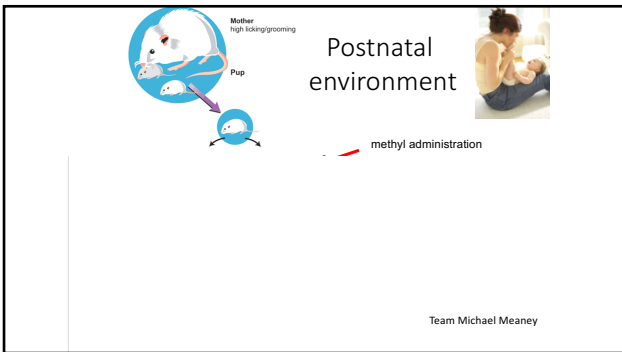 Mother
high licking/grooming
Postnatal
environment
Pup
methyl administration
Team Michael Meaney